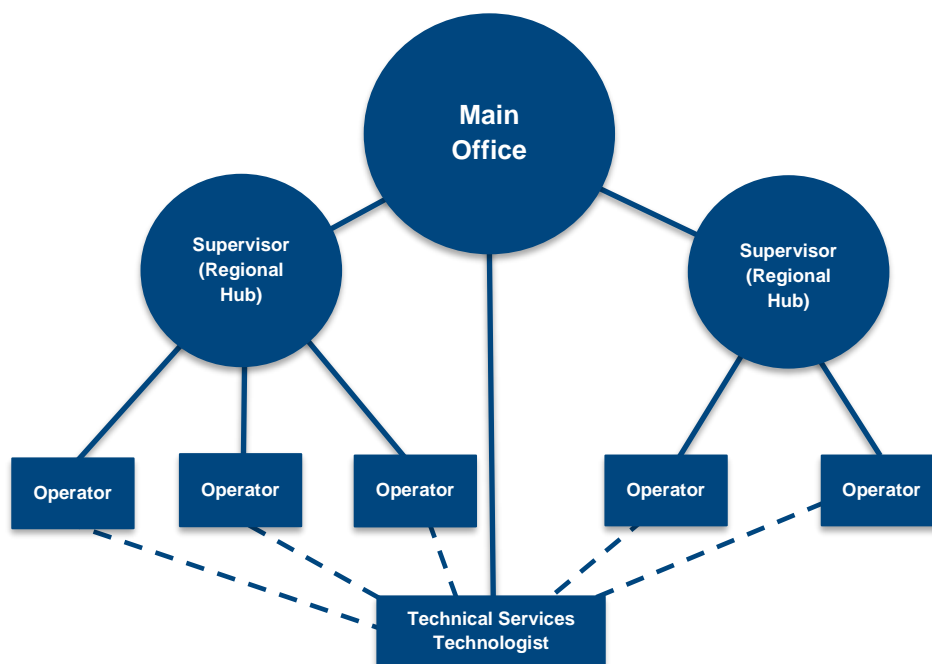 Main
Office
Supervisor
(Regional
Hub)
Supervisor
(Regional
Hub)
Operator
Operator
Operator
Operator
Operator
Technical Services
Technologist